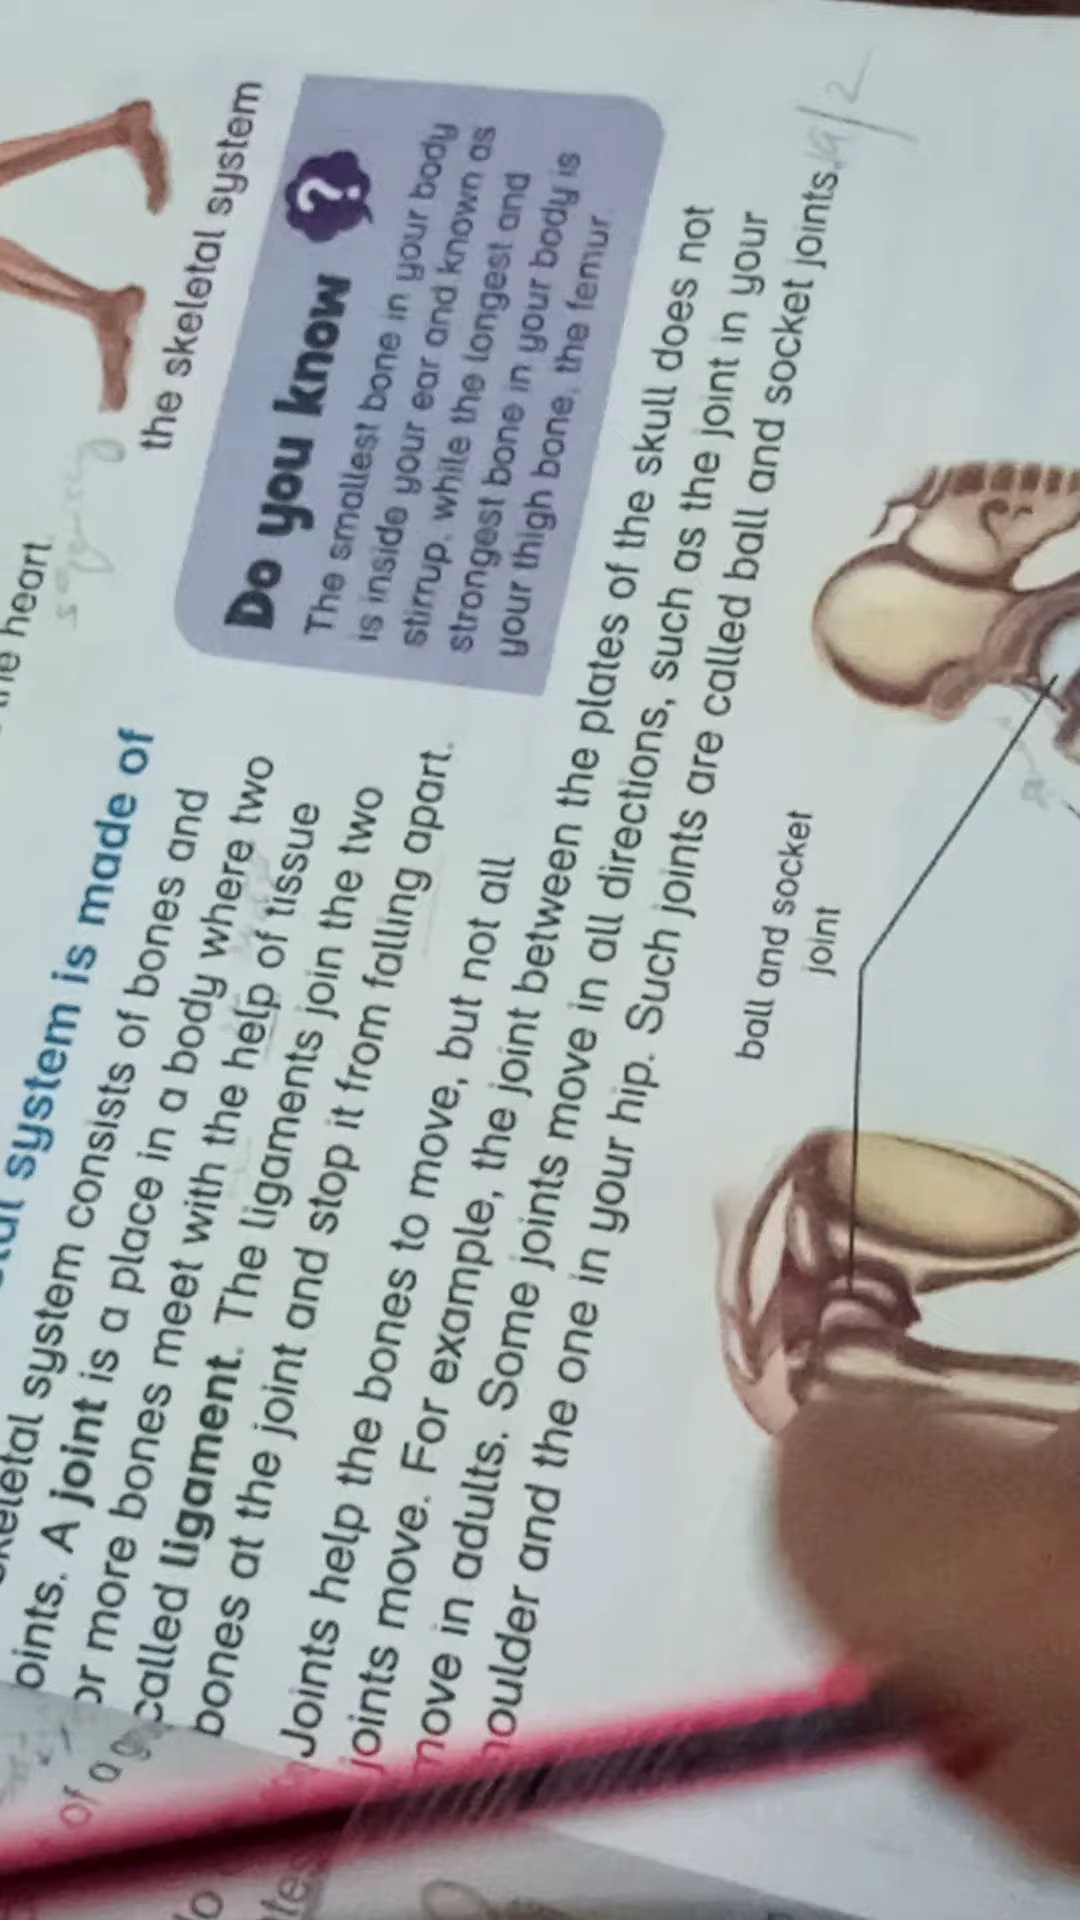 heart.
the skeletal system
Do you know ?
The smallest bone in your body
is inside your ear and known as
stirrup, while the longest and
strongest bone in your body is
your thigh bone, the femur.
system is made of
skeletal system consists of bones and
oints. A joint is a place in a body where two
or more bones meet with the help of tissue
called ligament. The ligaments join the two
bones at the joint and stop it from falling apart.
Joints help the bones to move, but not all
joints move. For example, the joint between the plates of the skull does not
move in adults. Some joints move in all directions, such as the joint in your
houlder and the one in your hip. Such joints are called ball and socket joints.
ball and socket
joint
of a